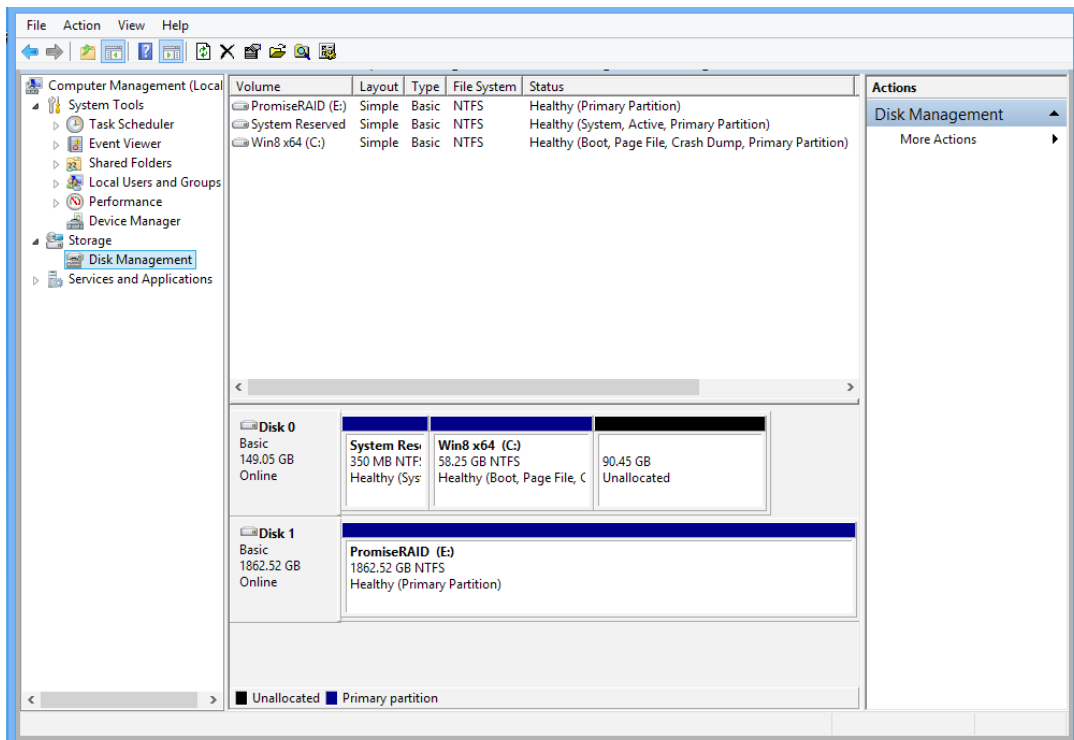 File Action View Help
Computer Management (Local
System Tools
Task Scheduler
Event Viewer
Shared Folders
Local Users and Groups
Performance
Device Manager
Storage
Disk Management
Services and Applications
Volume Layout Type File System Status
PromiseRAID (E:) Simple Basic NTFS Healthy (Primary Partition)
System Reserved Simple Basic NTFS Healthy (System, Active, Primary Partition)
Win8 x64 (C:) Simple Basic NTFS Healthy (Boot, Page File, Crash Dump, Primary Partition)
Disk 0
Basic
149.05 GB
Online
System Rese
350 MB NTF
Healthy (Sys
Win8 x64 (C:)
58.25 GB NTFS
Healthy (Boot, Page File, C
90.45 GB
Unallocated
Disk 1
Basic
1862.52 GB
Online
PromiseRAID (E:)
1862.52 GB NTFS
Healthy (Primary Partition)
Unallocated Primary partition
Actions
Disk Management
More Actions